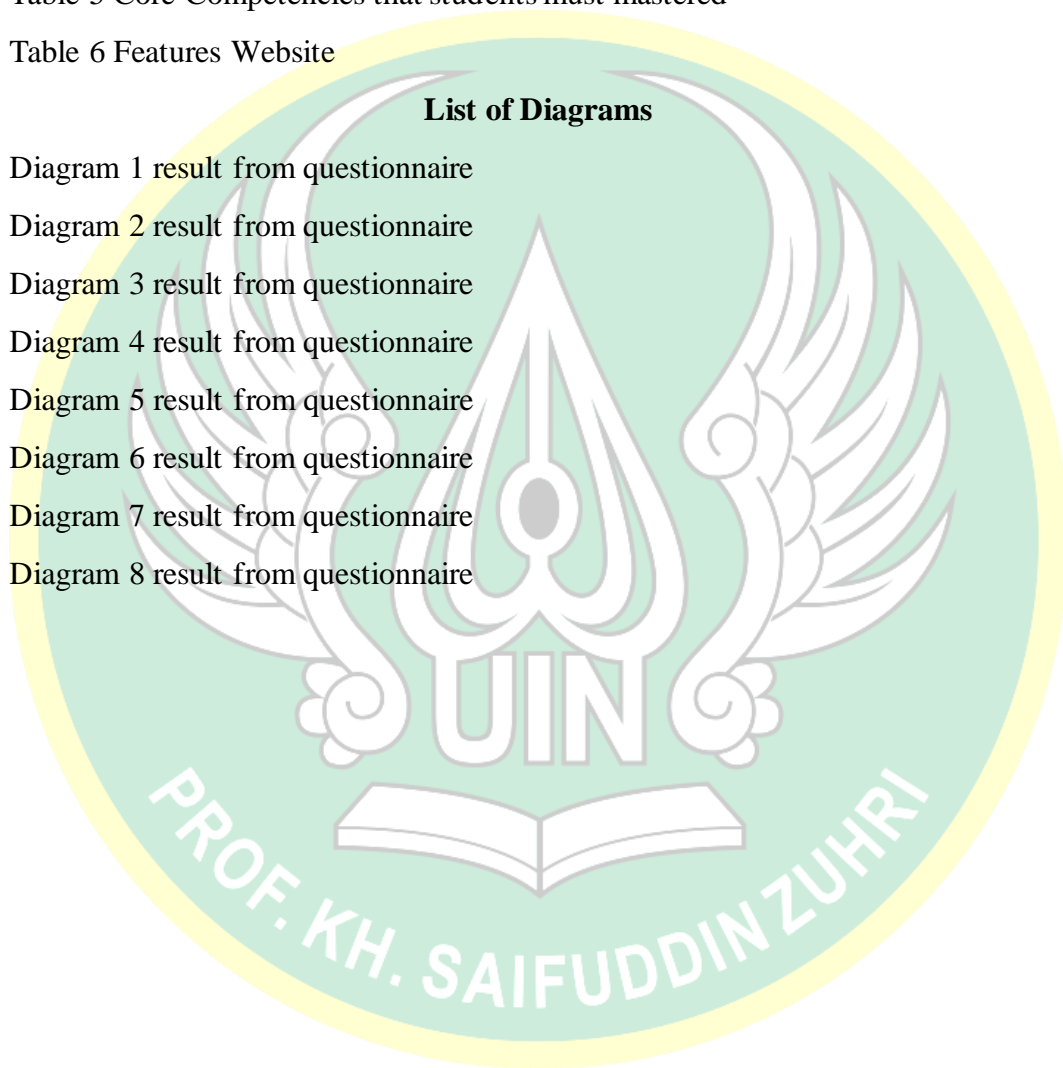 Table 5 Core Competencies that students must mastered
Table 6 Features Website
List of Diagrams
Diagram 1 result from questionnaire
Diagram 2 result from questionnaire
Diagram 3 result from questionnaire
Diagram 4 result from questionnaire
Diagram 5 result from questionnaire
Diagram 6 result from questionnaire
Diagram 7 result from questionnaire
Diagram 8 result from questionnaire
UIN
PROF. KH. SAIFUDDIN ZUHRI